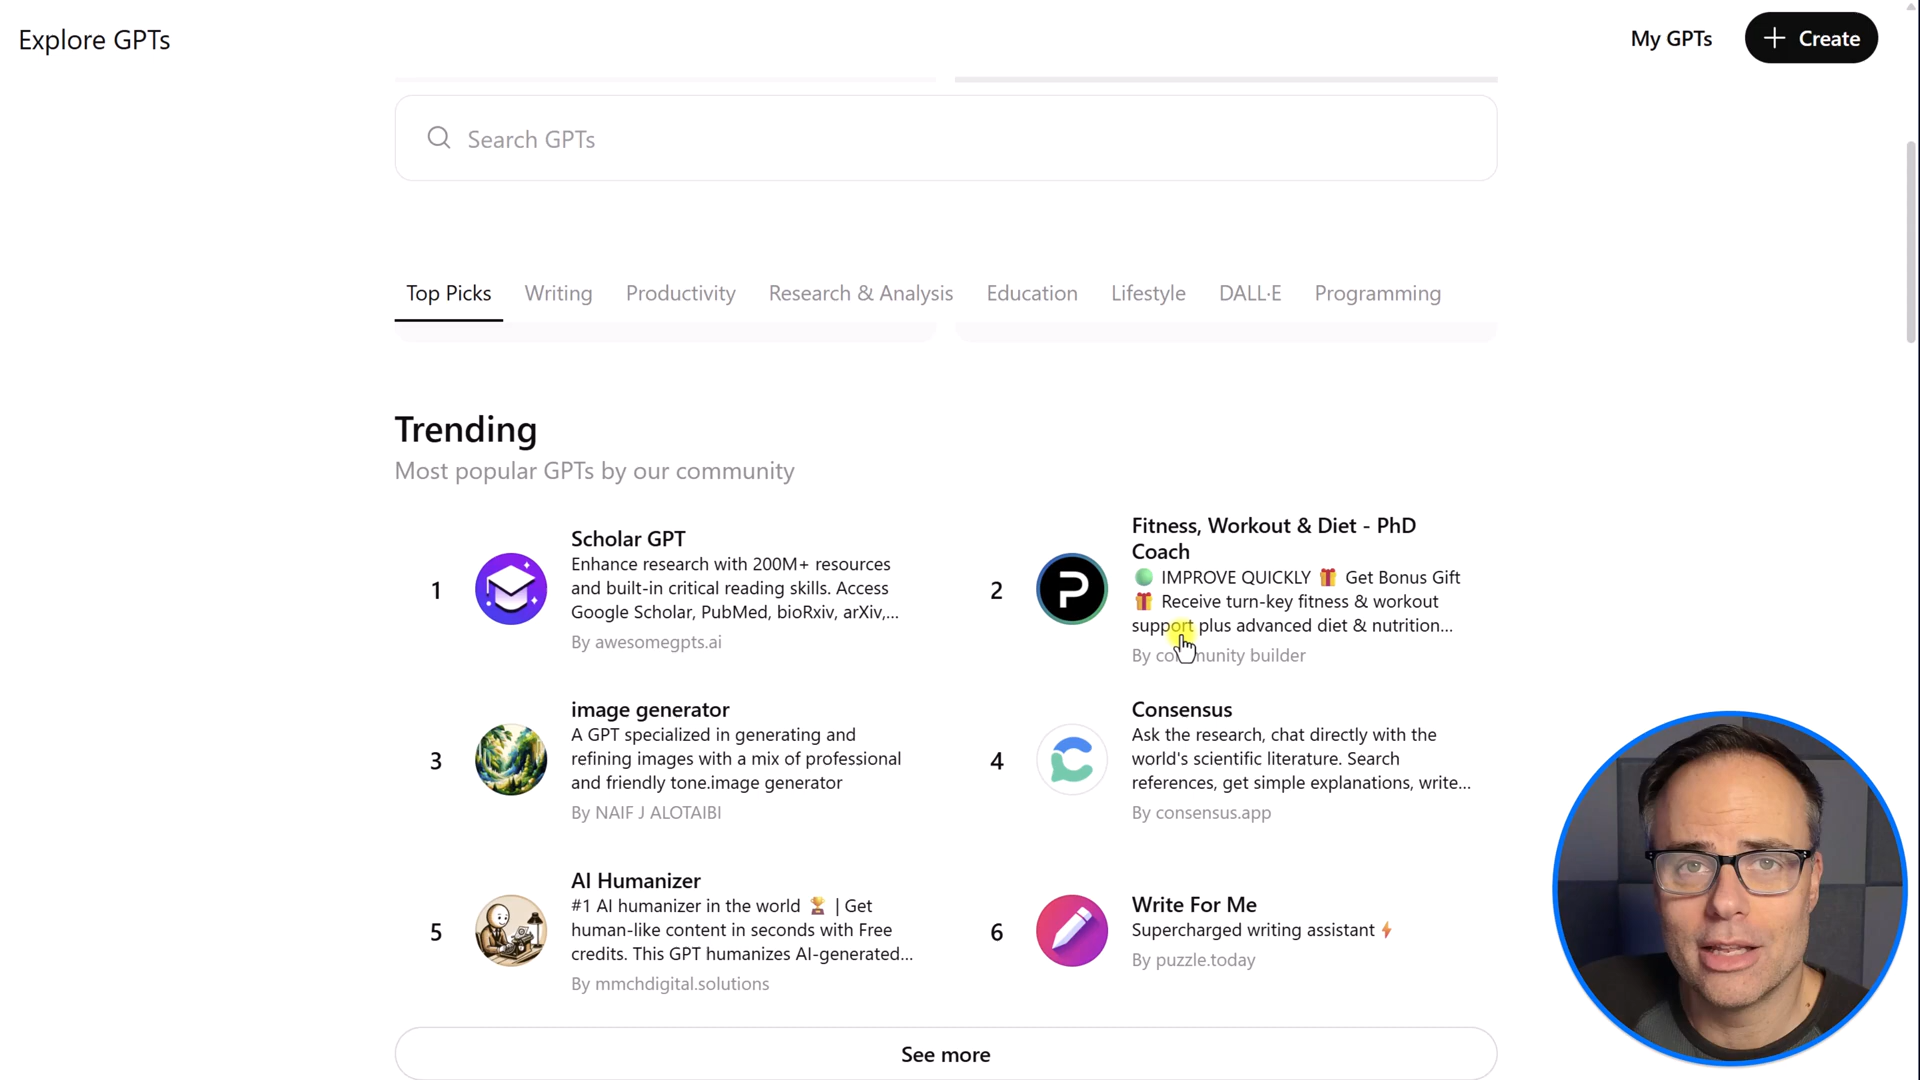 Explore GPTs
My GPTs
Create
Search GPTs
Top Picks Writing Productivity Research & Analysis Education Lifestyle DALL·E Programming
Trending
Most popular GPTs by our community
1
Scholar GPT
Enhance research with 200M+ resources
and built-in critical reading skills. Access
Google Scholar, PubMed, bioRxiv, arXiv,...
By awesomegpts.ai
2
Fitness, Workout & Diet - PhD
Coach
IMPROVE QUICKLY 🎁 Get Bonus Gift
🎁 Receive turn-key fitness & workout
support plus advanced diet & nutrition...
By community builder
3
image generator
A GPT specialized in generating and
refining images with a mix of professional
and friendly tone.image generator
By NAIF J ALOTAIBI
4
Consensus
Ask the research, chat directly with the
world's scientific literature. Search
references, get simple explanations, write...
By consensus.app
5
AI Humanizer
#1 AI humanizer in the world 🏆 | Get
human-like content in seconds with Free
credits. This GPT humanizes AI-generated...
By mmchdigital.solutions
6
Write For Me
Supercharged writing assistant ⚡
By puzzle.today
See more